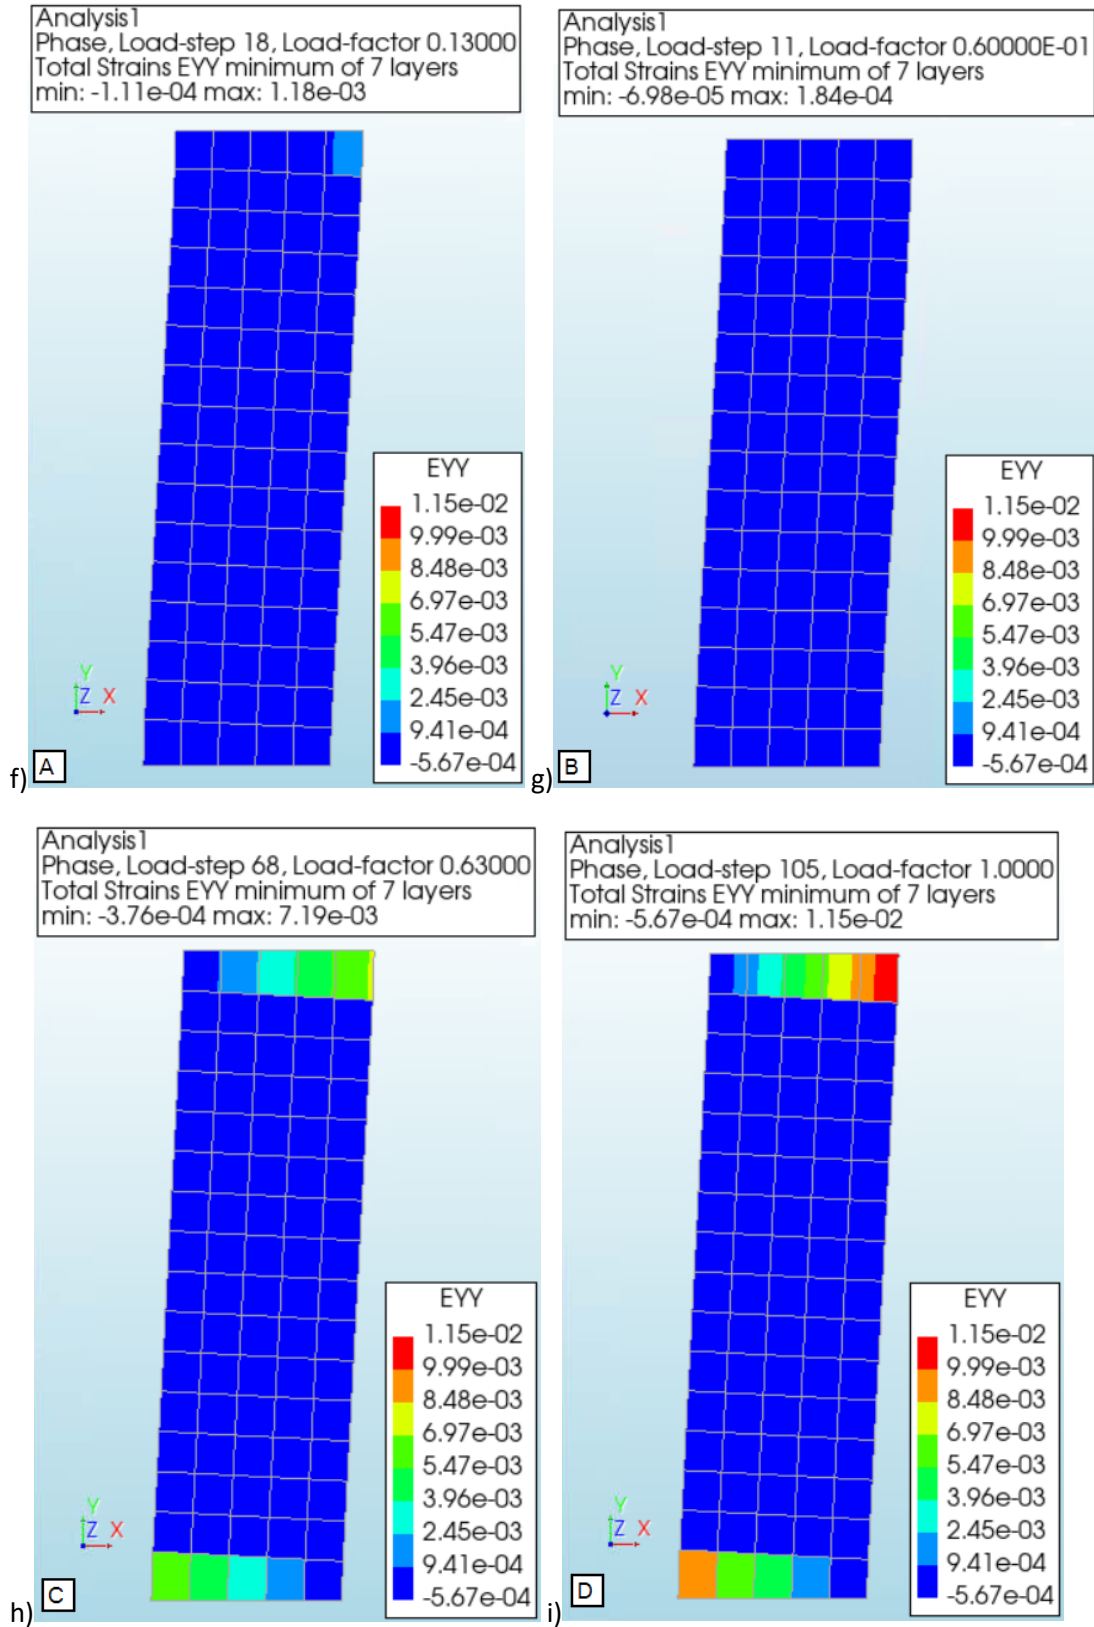 Analysis1
Phase, Load-step 18, Load-factor 0.13000
Total Strains EYY minimum of 7 layers
min: -1.11e-04 max: 1.18e-03
EYY
1.15e-02
9.99e-03
8.48e-03
6.97e-03
5.47e-03
3.96e-03
2.45e-03
9.41e-04
-5.67e-04
Y
Z X
f) A
Analysis1
Phase, Load-step 11, Load-factor 0.60000E-01
Total Strains EYY minimum of 7 layers
min: -6.98e-05 max: 1.84e-04
EYY
1.15e-02
9.99e-03
8.48e-03
6.97e-03
5.47e-03
3.96e-03
2.45e-03
9.41e-04
-5.67e-04
Y
Z X
g) B
Analysis1
Phase, Load-step 68, Load-factor 0.63000
Total Strains EYY minimum of 7 layers
min: -3.76e-04 max: 7.19e-03
EYY
1.15e-02
9.99e-03
8.48e-03
6.97e-03
5.47e-03
3.96e-03
2.45e-03
9.41e-04
-5.67e-04
Y
Z X
h) C
Analysis1
Phase, Load-step 105, Load-factor 1.0000
Total Strains EYY minimum of 7 layers
min: -5.67e-04 max: 1.15e-02
EYY
1.15e-02
9.99e-03
8.48e-03
6.97e-03
5.47e-03
3.96e-03
2.45e-03
9.41e-04
-5.67e-04
Y
Z X
i) D